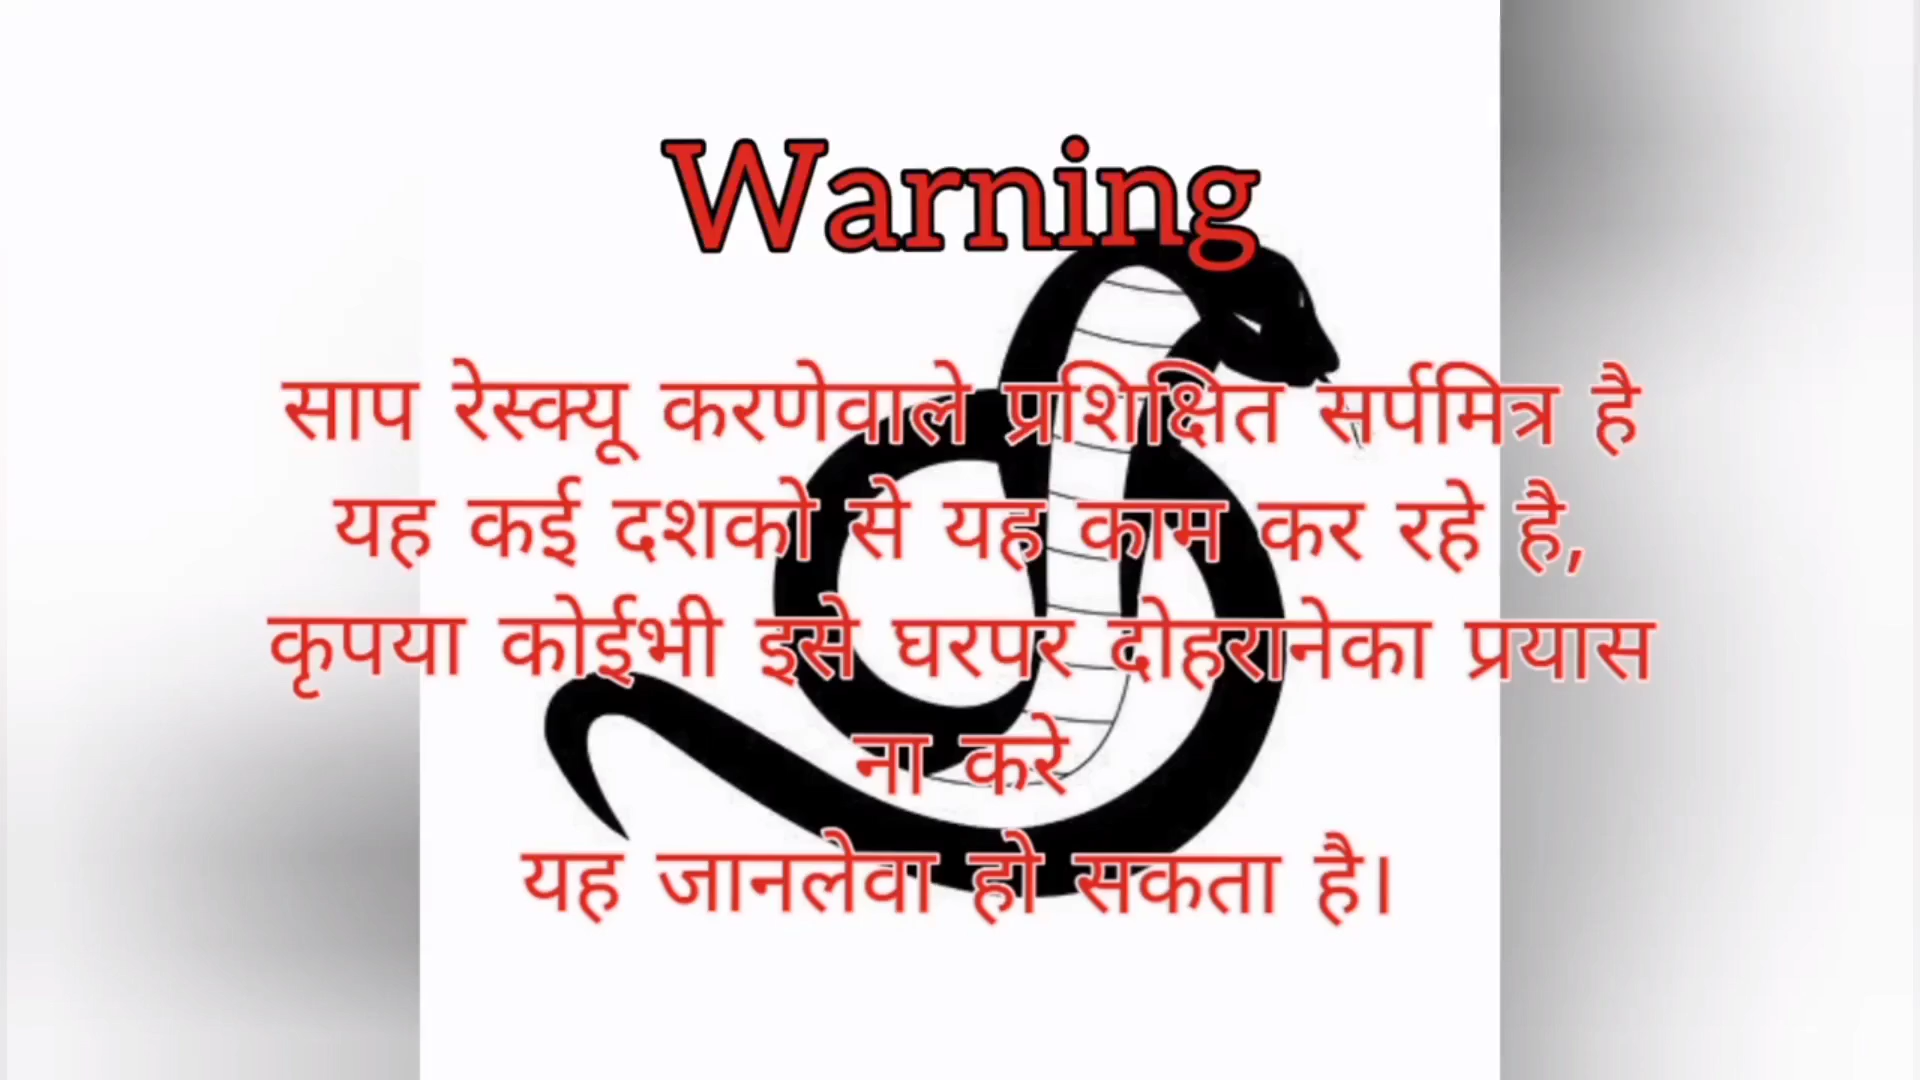 Warning
साप रेस्क्यू करणेवाले प्रशिक्षित सर्पमित्र है
यह कई दशको से यह काम कर रहे है,
कृपया कोईभी इसे घरपर दोहरानेका प्रयास
ना करे
यह जानलेवा हो सकता है।